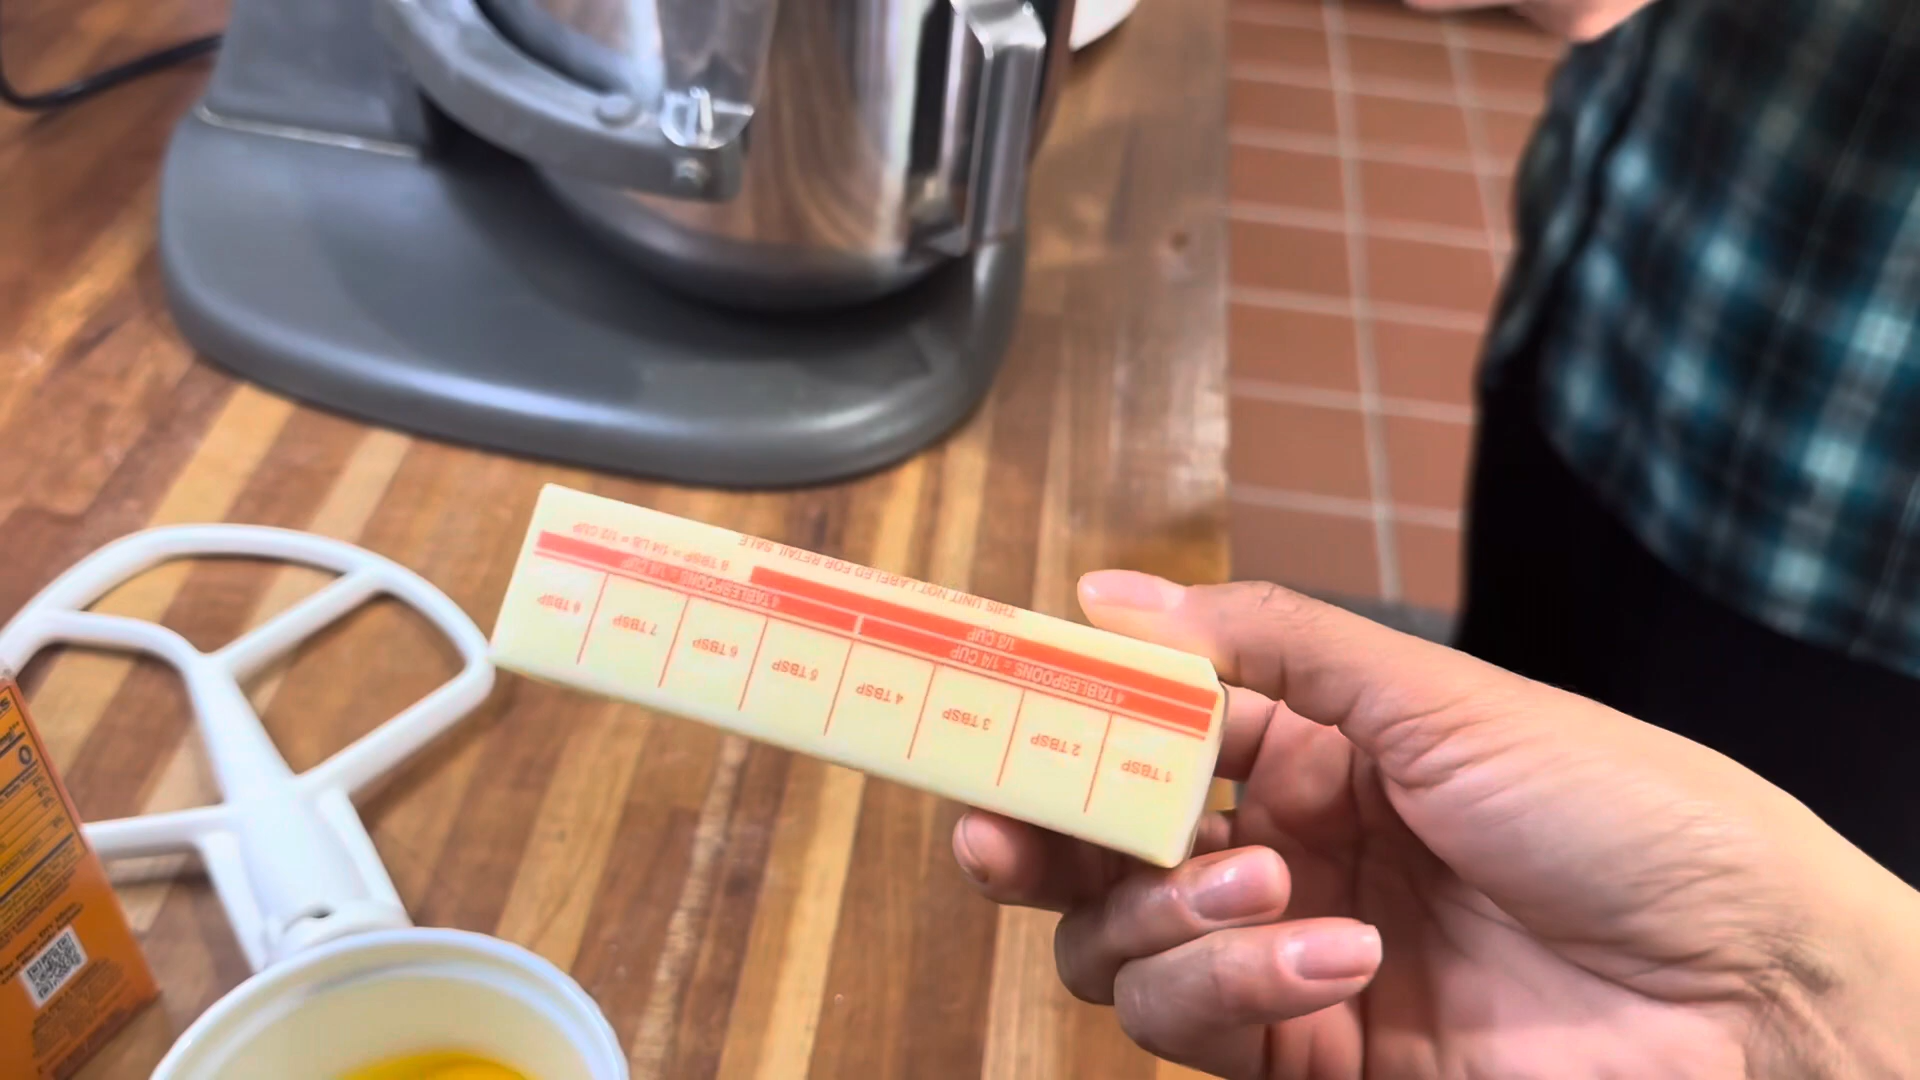 THIS UNIT NOT LABELED FOR RETAIL SALE
8 TBSP = 1/4 LB = 1/2 CUP
1/3 CUP
4 TABLESPOONS = 1/4 CUP
4 TABLESPOONS = 1/4 CUP
1 TBSP
2 TBSP
3 TBSP
4 TBSP
5 TBSP
6 TBSP
7 TBSP
8 TBSP